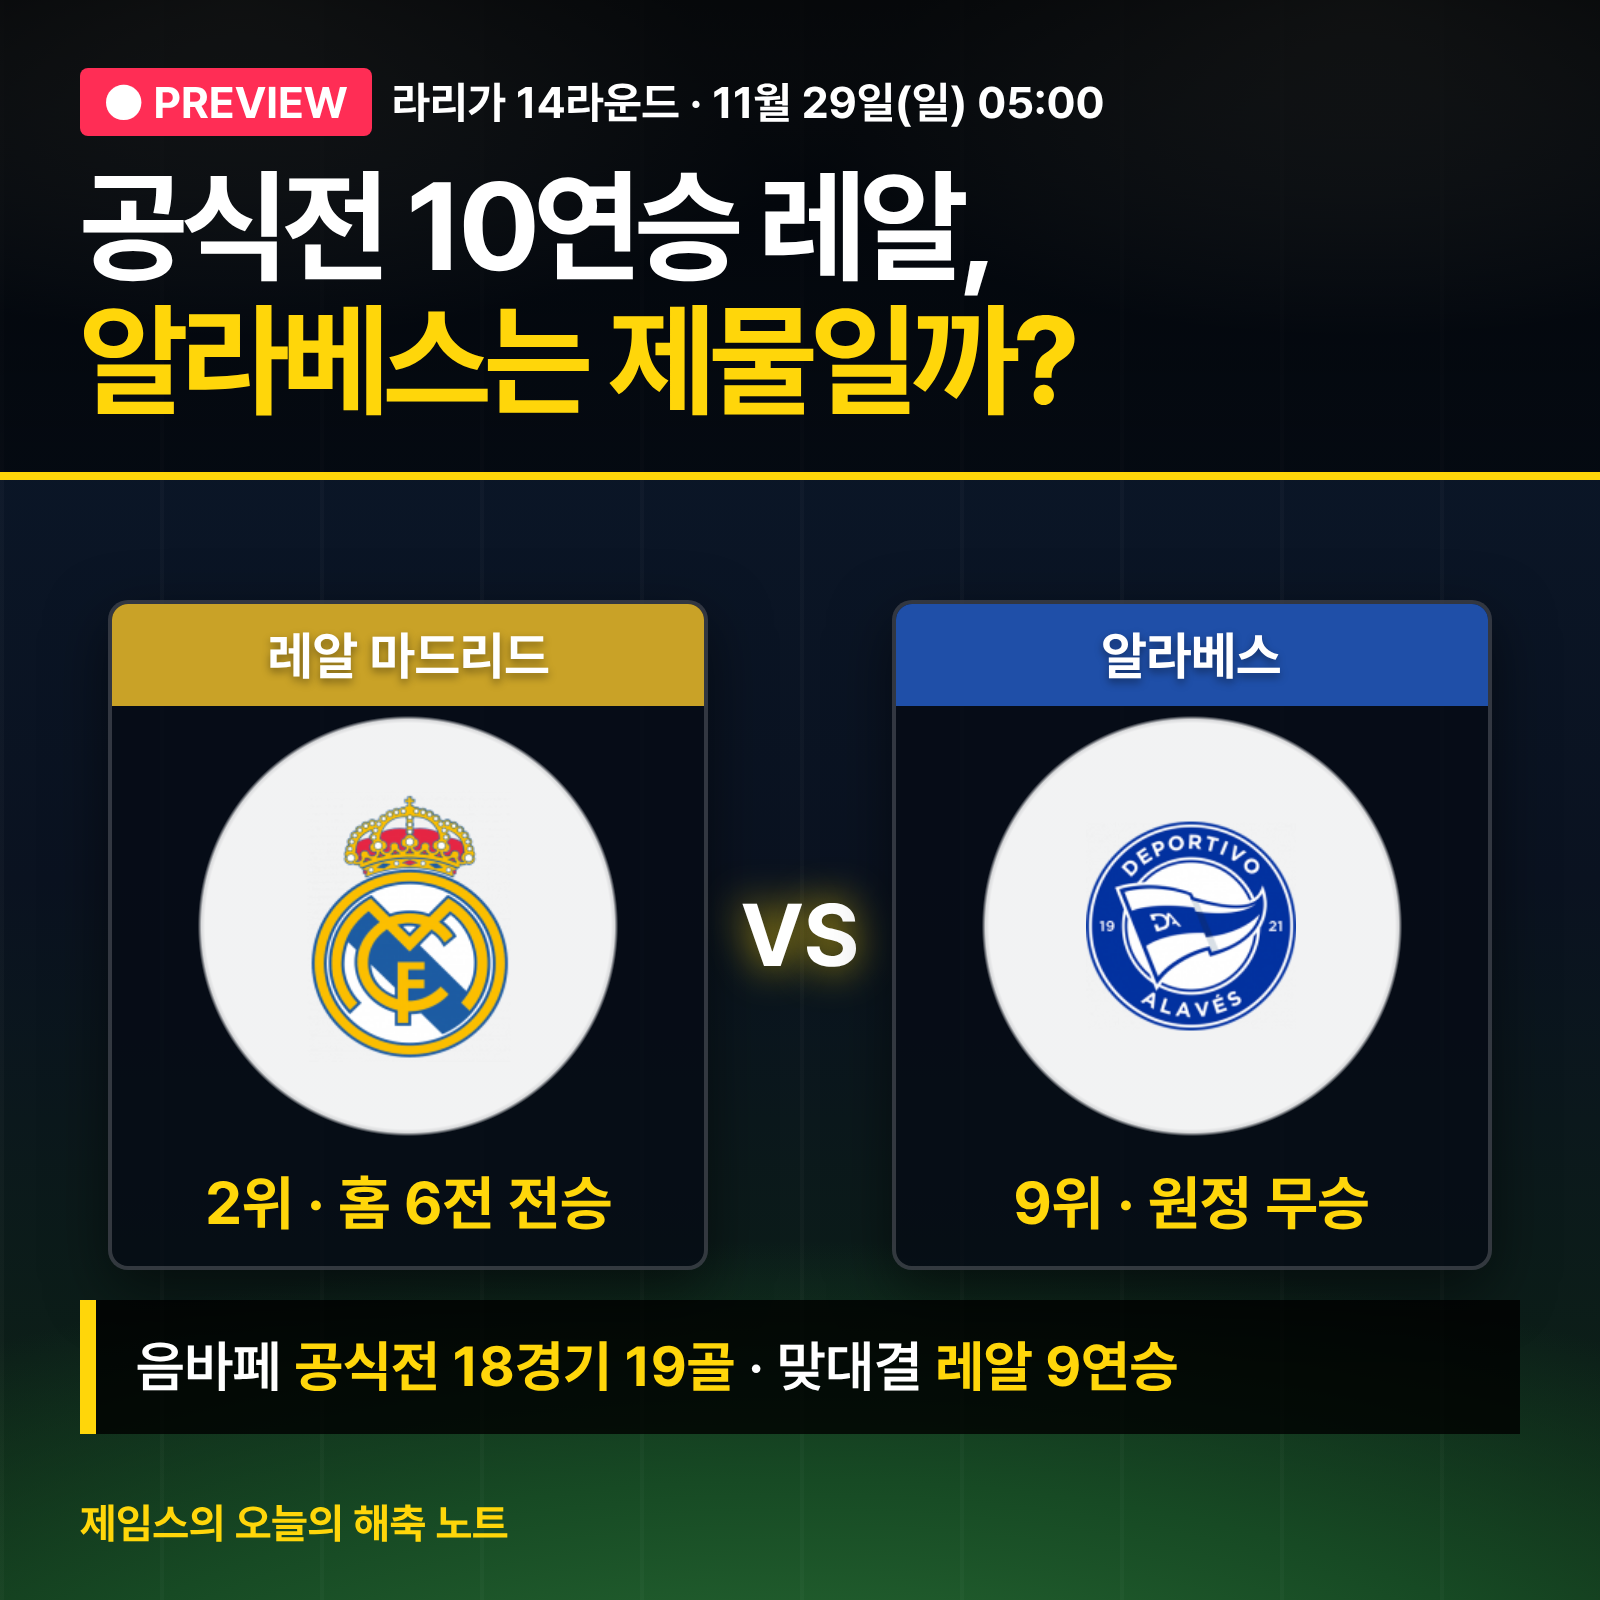 PREVIEW 라리가 14라운드 · 11월 29일(일) 05:00
공식전 10연승 레알,
알라베스는 제물일까?
레알 마드리드
알라베스
VS
DEPORTIVO
19 DA 21
ALAVÉS
2위 · 홈 6전 전승
9위 · 원정 무승
음바페 공식전 18경기 19골 · 맞대결 레알 9연승
제임스의 오늘의 해축 노트